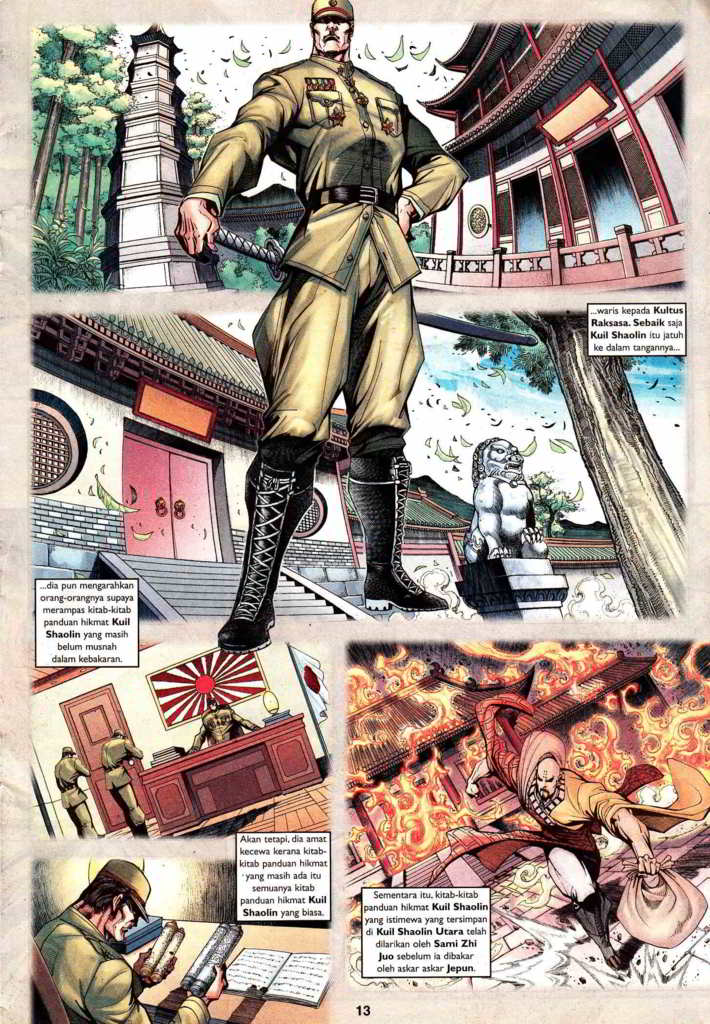 ...waris kepada Kultus
Raksasa. Sebaik saja
Kuil Shaolin itu jatuh
ke dalam tangannya...
...dia pun mengarahkan
orang-orangnya supaya
merampas kitab-kitab
panduan hikmat Kuil
Shaolin yang masih
belum musnah
dalam kebakaran.
Akan tetapi, dia amat
kecewa kerana kitab-
kitab panduan hikmat
yang masih ada itu
semuanya kitab
panduan hikmat Kuil
Shaolin yang biasa.
Sementara itu, kitab-kitab
panduan hikmat Kuil Shaolin
yang istimewa yang tersimpan
di Kuil Shaolin Utara telah
dilarikan oleh Sami Zhi
Juo sebelum ia dibakar
oleh askar askar Jepun.
13